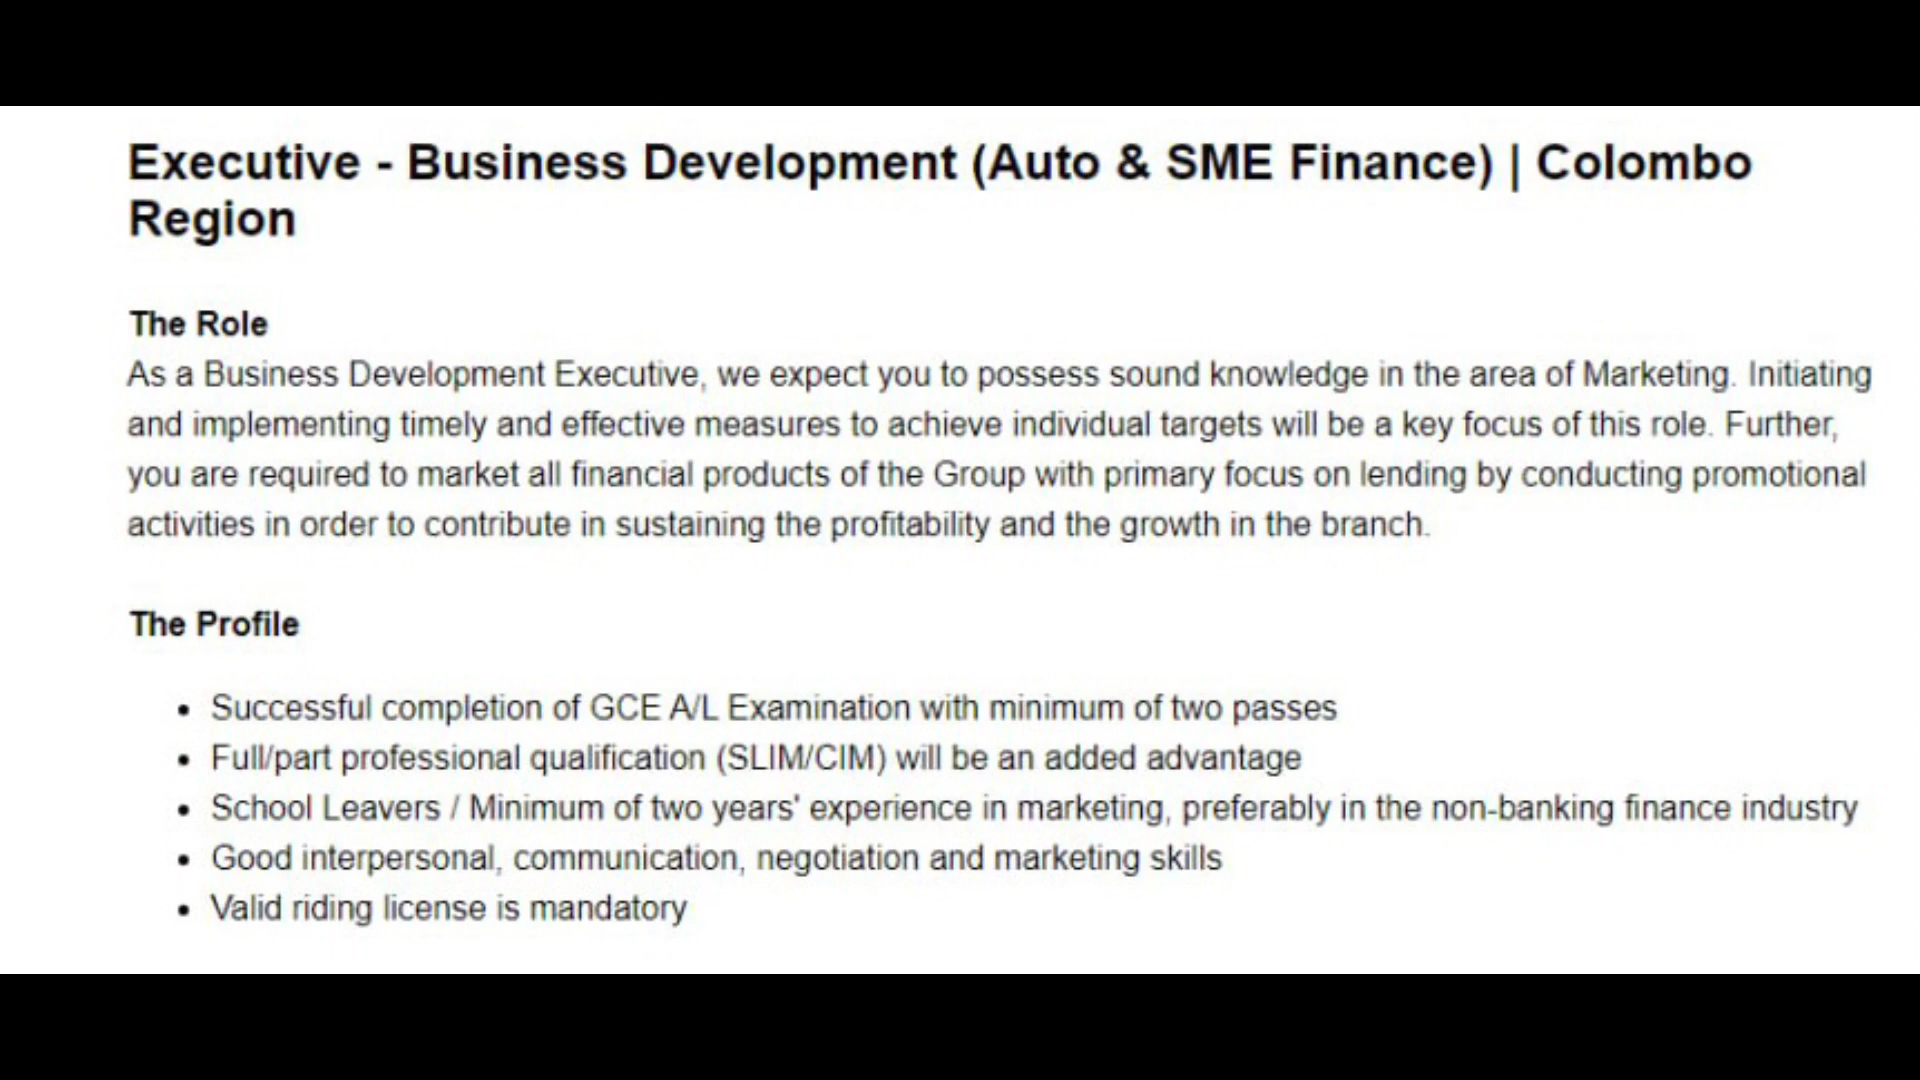 Executive - Business Development (Auto & SME Finance) | Colombo
Region
The Role
As a Business Development Executive, we expect you to possess sound knowledge in the area of Marketing. Initiating
and implementing timely and effective measures to achieve individual targets will be a key focus of this role. Further,
you are required to market all financial products of the Group with primary focus on lending by conducting promotional
activities in order to contribute in sustaining the profitability and the growth in the branch.
The Profile
• Successful completion of GCE A/L Examination with minimum of two passes
• Full/part professional qualification (SLIM/CIM) will be an added advantage
• School Leavers / Minimum of two years' experience in marketing, preferably in the non-banking finance industry
• Good interpersonal, communication, negotiation and marketing skills
• Valid riding license is mandatory